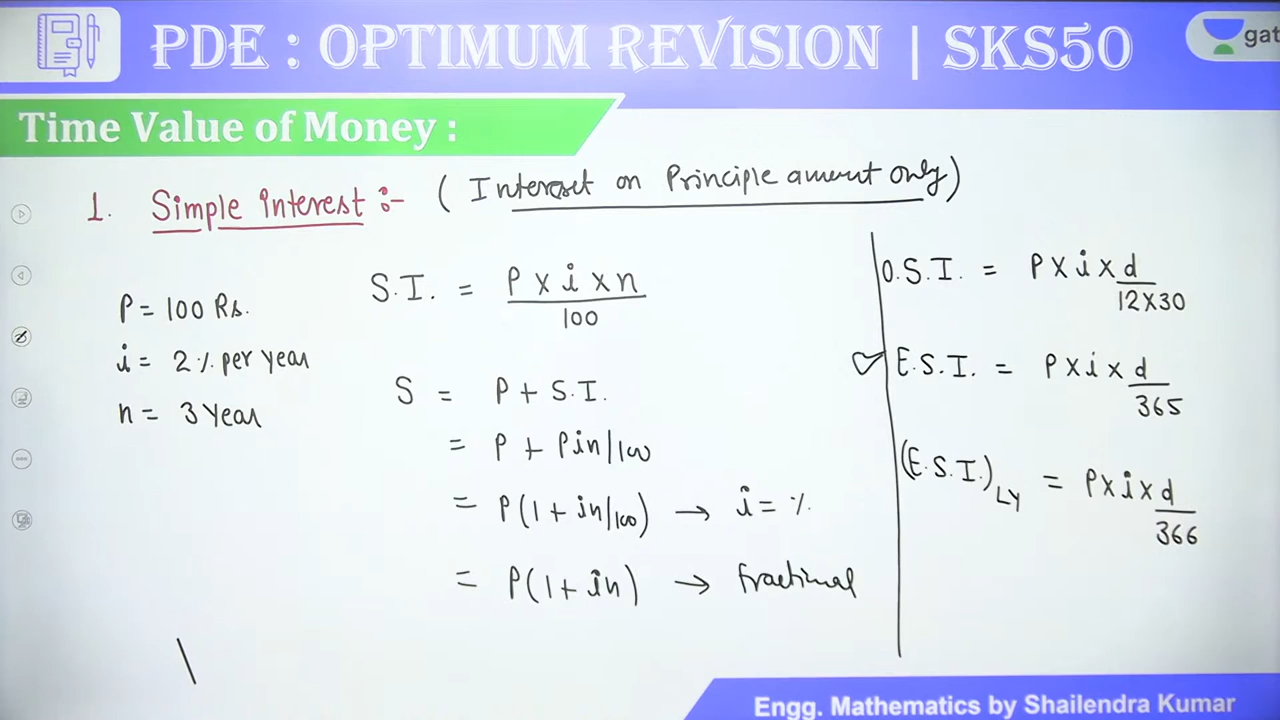 PDE : OPTIMUM REVISION | SKS50
gat
Time Value of Money :
1. Simple interest :- ( Interest on Principle amount only)
P = 100 Rs.
i = 2 % per year
n = 3 Year
S.I. = P x i x n / 100
S = P + S.I.
= P + Pin/100
= P(1 + in/100) → i = %
= P(1 + in) → Fractional
O.S.I. = P x i x d / 12X30
E.S.I. = P x i x d / 365
(E.S.I.)LY = P x i x d / 366
Engg. Mathematics by Shailendra Kumar